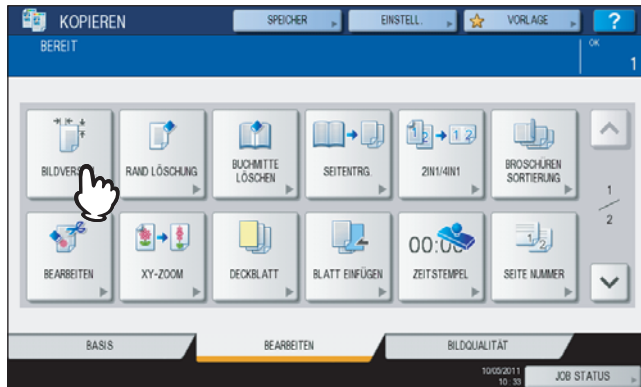 KOPIEREN
SPEICHER
EINSTELL.
VORLAGE
?
BEREIT
OK
1
RAND LÖSCHUNG
BUCHMITTE
LÖSCHEN
SEITENTRG.
2IN1/4IN1
BROSCHÜREN
SORTIERUNG
BILDVERS
1
2
BEARBEITEN
XY-ZOOM
DECKBLATT
BLATT EINFÜGEN
ZEITSTEMPEL
SEITE NUMMER
BASIS
BEARBEITEN
BILDQUALITÄT
10/05/2011
10:33
JOB STATUS